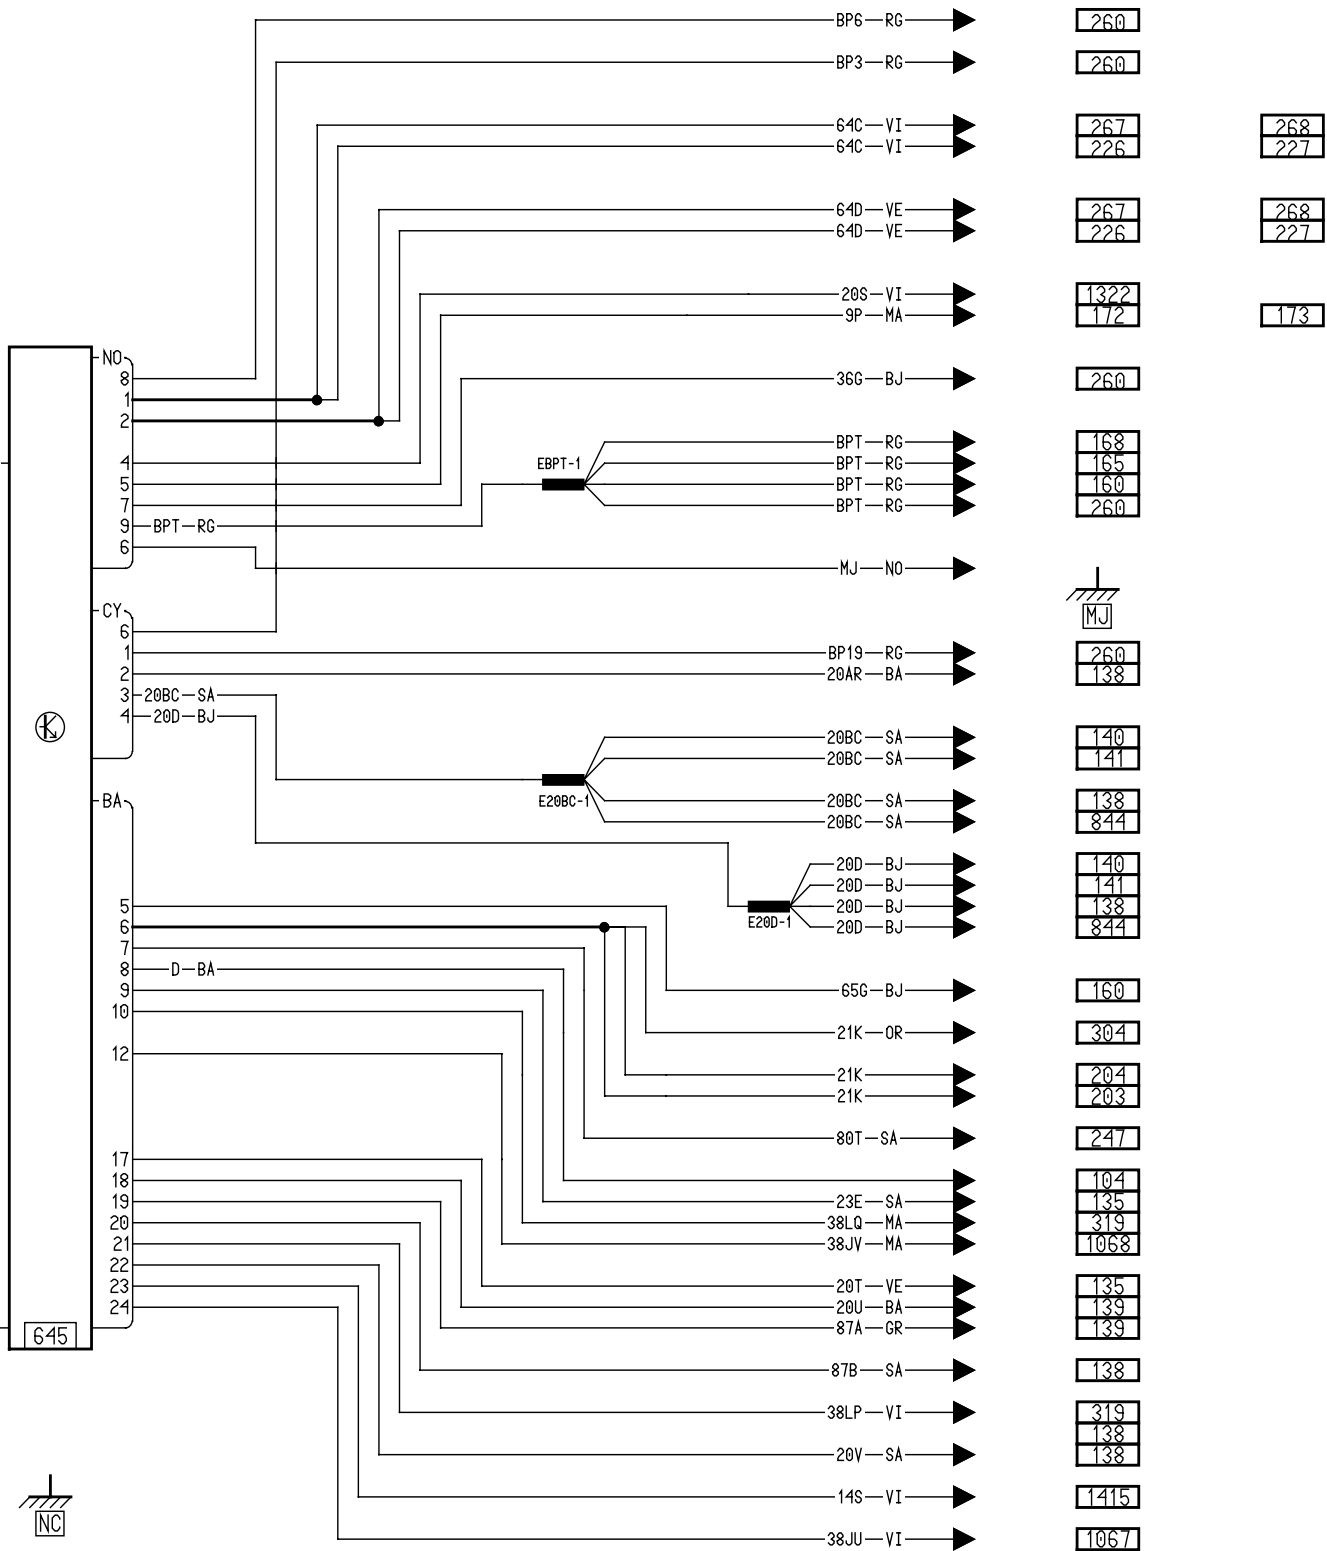 BP6 RG 260
BP3 RG 260
64C VI 267 268
64C VI 226 227
64D VE 267 268
64D VE 226 227
20S VI 1322
9P MA 172 173
NO
8 36G BJ 260
1
2
BPT RG 168
4 EBPT-1 BPT RG 165
5 BPT RG 160
7 BPT RG 260
9 BPT RG
6
MJ NO
CY MJ
6
1 BP19 RG 260
2 20AR BA 138
3 20BC SA
4 20D BJ
20BC SA 140
20BC SA 141
BA E20BC-1 20BC SA 138
20BC SA 844
20D BJ 140
20D BJ 141
5 20D BJ 138
6 E20D-1 20D BJ 844
7
8 D BA
9 65G BJ 160
10
21K OR 304
12
21K 204
21K 203
80T SA 247
17
18 104
19 23E SA 135
20 38LQ MA 319
21 38JV MA 1068
22
23 20T VE 135
24 20U BA 139
645 87A GR 139
87B SA 138
38LP VI 319
138
20V SA 138
14S VI 1415
NC
38JU VI 1067